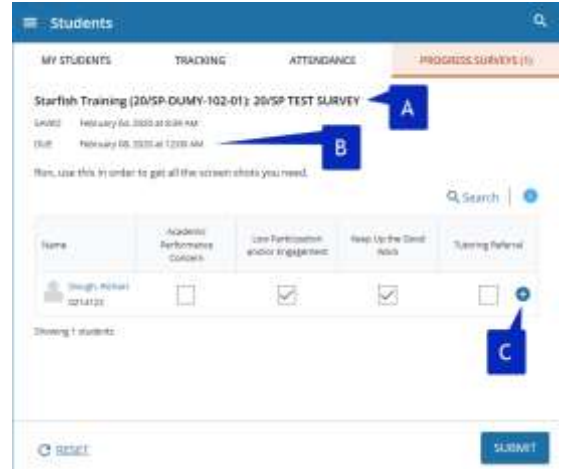 Students
MY STUDENTS TRACKING ATTENDANCE PROGRESS SURVEYS (1)
Starfish Training (20/SP-DUMY-102-01): 20/SP TEST SURVEY
A
SAVED February 04, 2020 at 8:39 AM
DUE February 08, 2020 at 12:00 AM
B
Ron, use this in order to get all the screen shots you need.
Search
Name Academic Performance Concern Low Participation and/or Engagement Keep Up the Good Work Tutoring Referral
0214123
Showing 1 students
C
RESET
SUBMIT